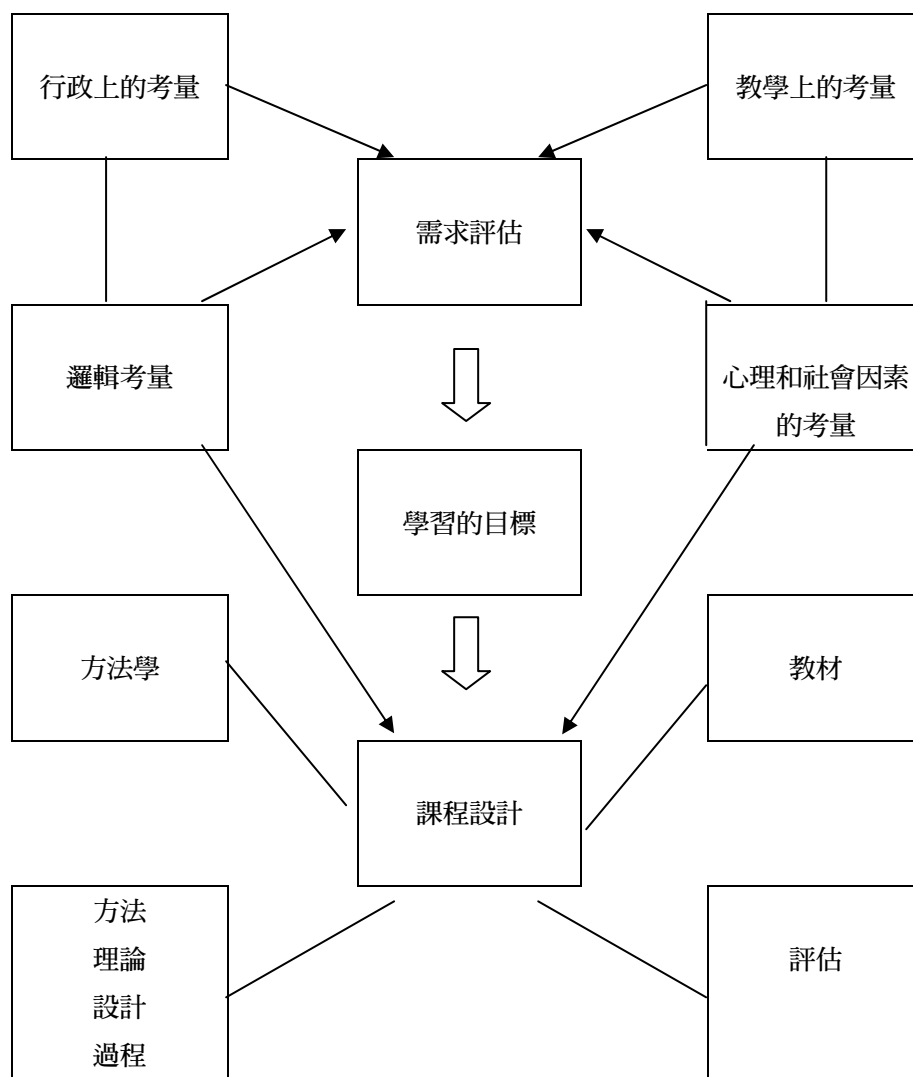 行政上的考量
教學上的考量
需求評估
邏輯考量
心理和社會因素
的考量
學習的目標
方法學
教材
課程設計
方法
理論
設計
過程
評估